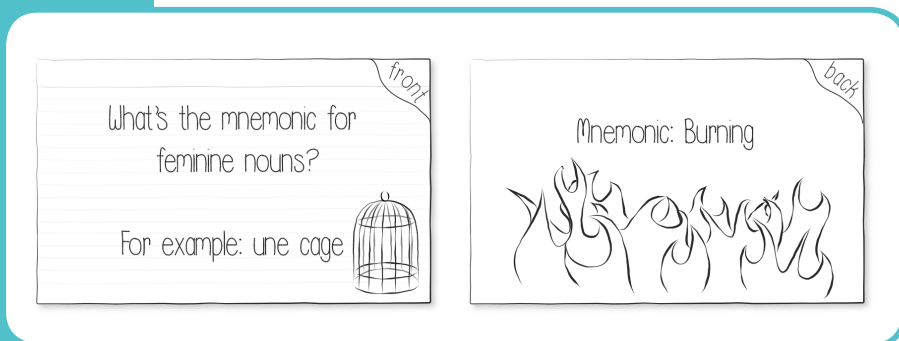 front
What's the mnemonic for
feminine nouns?
For example: une cage
back
Mnemonic: Burning